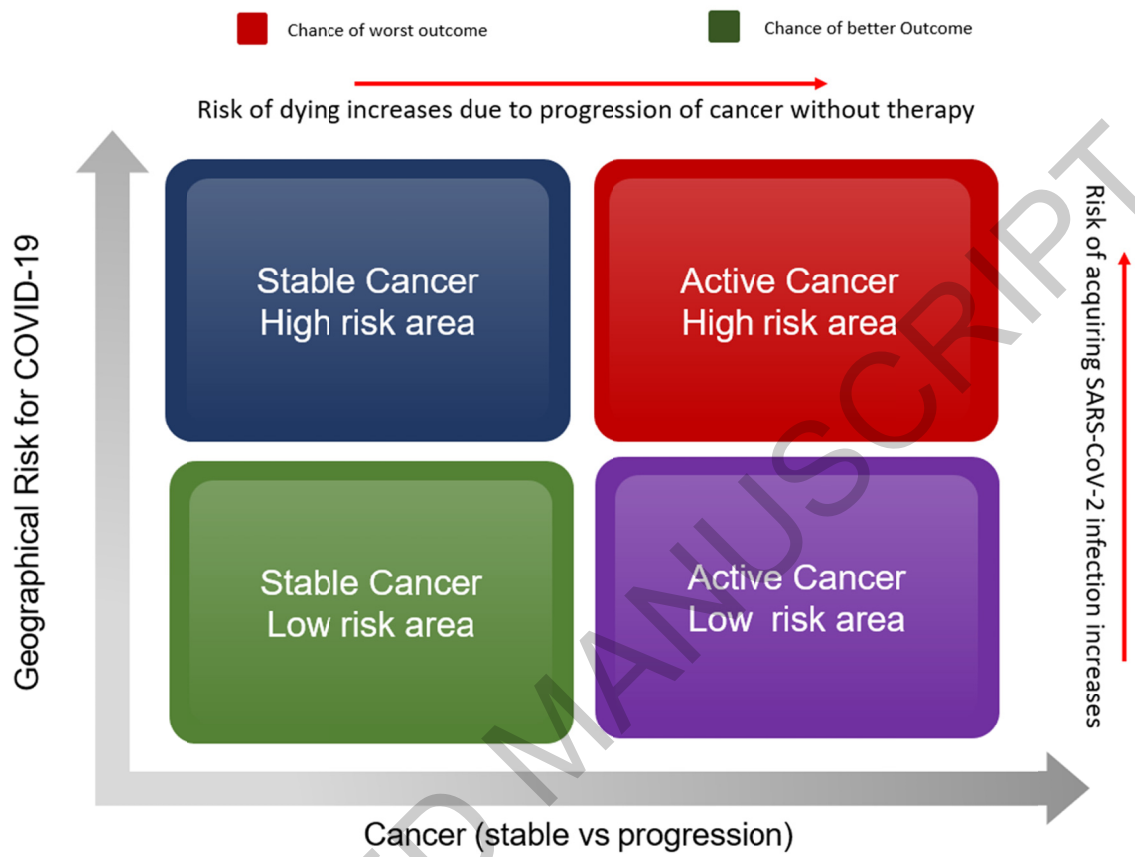 Chance of worst outcome
Chance of better Outcome
Risk of dying increases due to progression of cancer without therapy
Geographical Risk for COVID-19
Stable Cancer
High risk area
Active Cancer
High risk area
Risk of acquiring SARS-CoV-2 infection increases
Stable Cancer
Low risk area
Active Cancer
Low risk area
Cancer (stable vs progression)
ED MANUSCRIPT